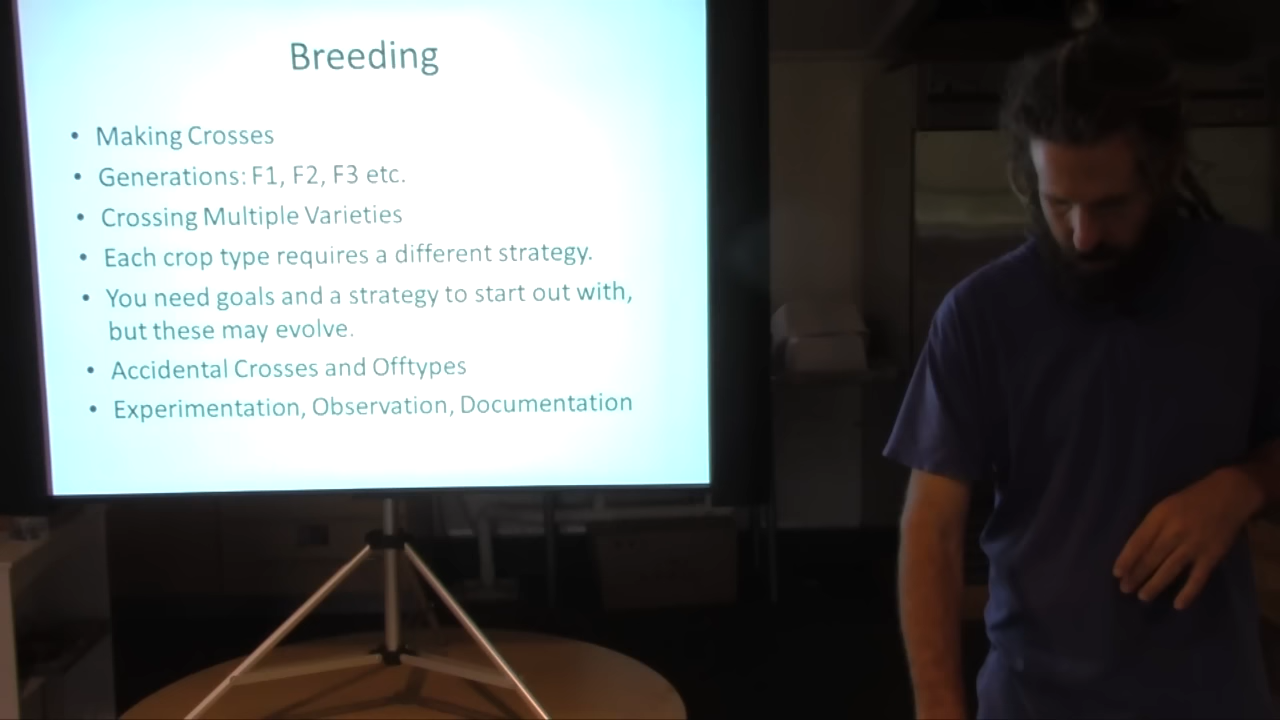 Breeding
• Making Crosses
• Generations: F1, F2, F3 etc.
• Crossing Multiple Varieties
• Each crop type requires a different strategy.
• You need goals and a strategy to start out with,
but these may evolve.
• Accidental Crosses and Offtypes
• Experimentation, Observation, Documentation